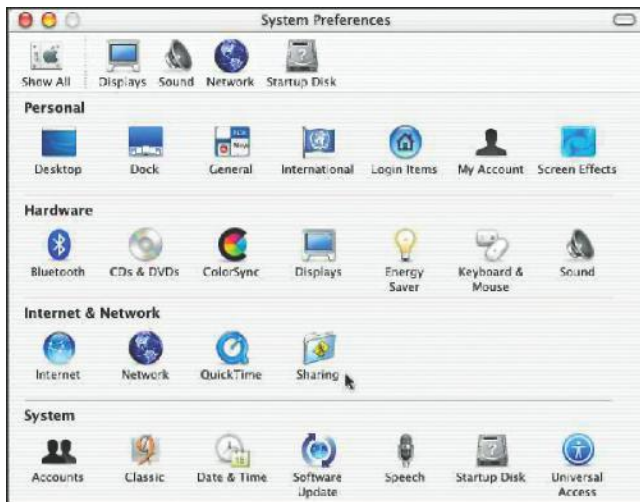 System Preferences
Show All Displays Sound Network Startup Disk
Personal
Desktop Dock General International Login Items My Account Screen Effects
Hardware
Bluetooth CDs & DVDs ColorSync Displays Energy Saver Keyboard & Mouse Sound
Internet & Network
Internet Network QuickTime Sharing
System
Accounts Classic Date & Time Software Update Speech Startup Disk Universal Access